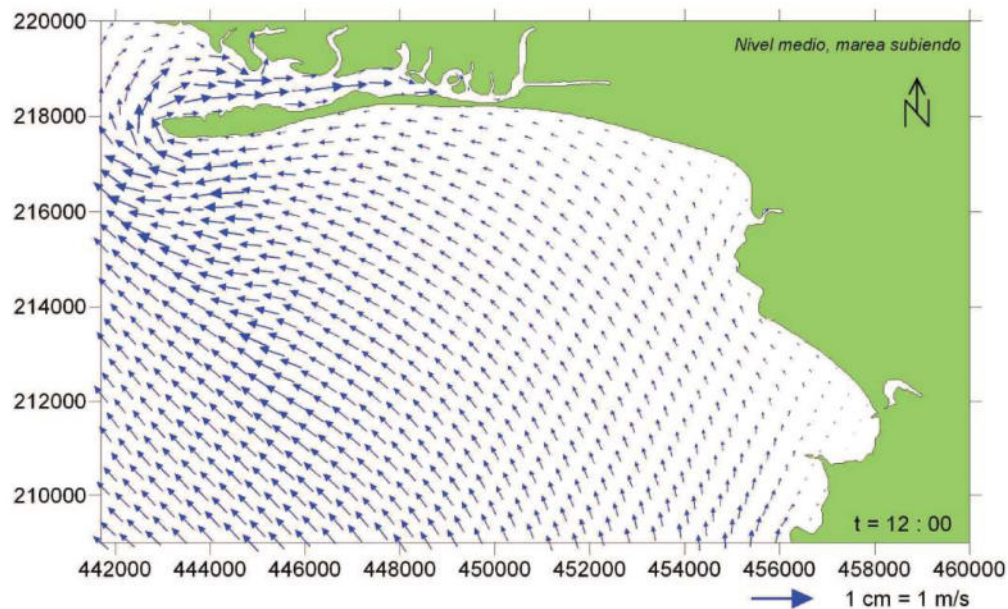 220000
218000
216000
214000
212000
210000
Nivel medio, marea subiendo
N
t = 12 : 00
442000 444000 446000 448000 450000 452000 454000 456000 458000 460000
1 cm = 1 m/s